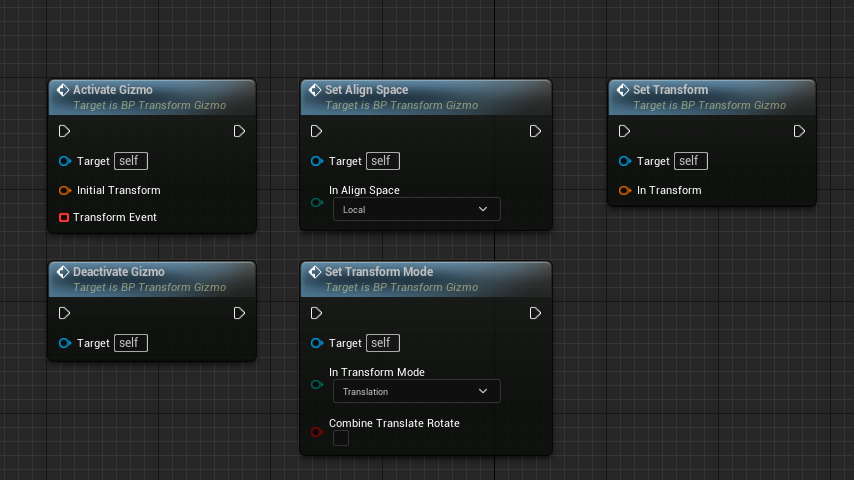 Activate Gizmo
Target is BP Transform Gizmo
Target self
Initial Transform
Transform Event
Set Align Space
Target is BP Transform Gizmo
Target self
In Align Space
Local
Set Transform
Target is BP Transform Gizmo
Target self
In Transform
Deactivate Gizmo
Target is BP Transform Gizmo
Target self
Set Transform Mode
Target is BP Transform Gizmo
Target self
In Transform Mode
Translation
Combine Translate Rotate